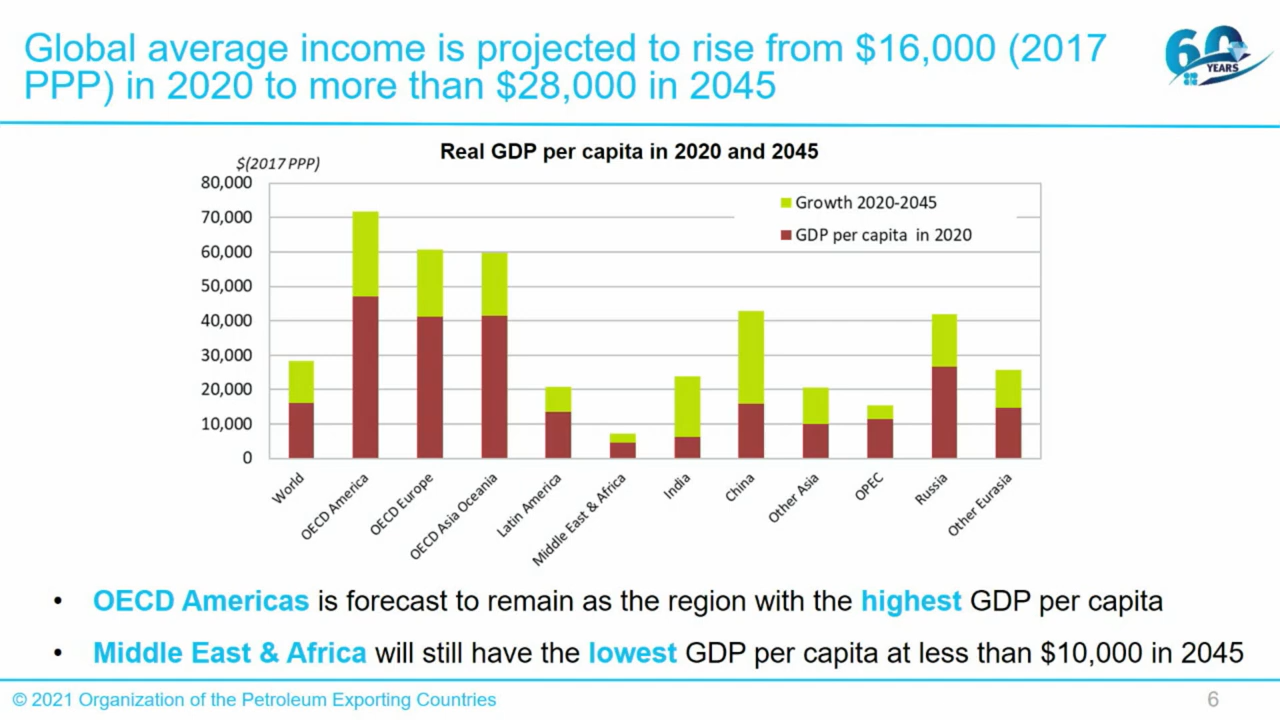 Global average income is projected to rise from $16,000 (2017
PPP) in 2020 to more than $28,000 in 2045
60
YEARS
Real GDP per capita in 2020 and 2045
$(2017 PPP)
80,000
70,000
60,000
50,000
40,000
30,000
20,000
10,000
0
Growth 2020-2045
GDP per capita in 2020
World
OECD America
OECD Europe
OECD Asia Oceania
Latin America
Middle East & Africa
India
China
Other Asia
OPEC
Russia
Other Eurasia
• OECD Americas is forecast to remain as the region with the highest GDP per capita
• Middle East & Africa will still have the lowest GDP per capita at less than $10,000 in 2045
© 2021 Organization of the Petroleum Exporting Countries
6